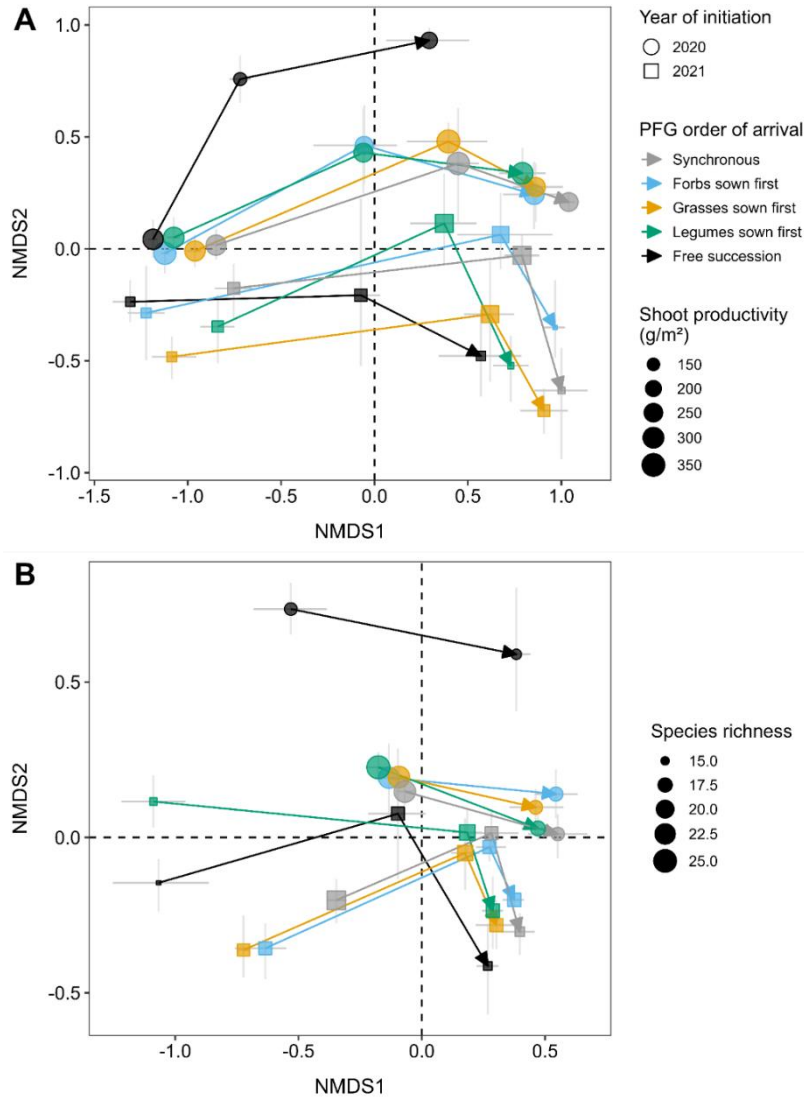 A
1.0
0.5
0.0
-0.5
-1.0
NMDS2
-1.5
-1.0
-0.5
0.0
0.5
1.0
NMDS1
Year of initiation
2020
2021
PFG order of arrival
Synchronous
Forbs sown first
Grasses sown first
Legumes sown first
Free succession
Shoot productivity
(g/m²)
150
200
250
300
350
B
0.5
0.0
-0.5
NMDS2
-1.0
-0.5
0.0
0.5
NMDS1
Species richness
15.0
17.5
20.0
22.5
25.0